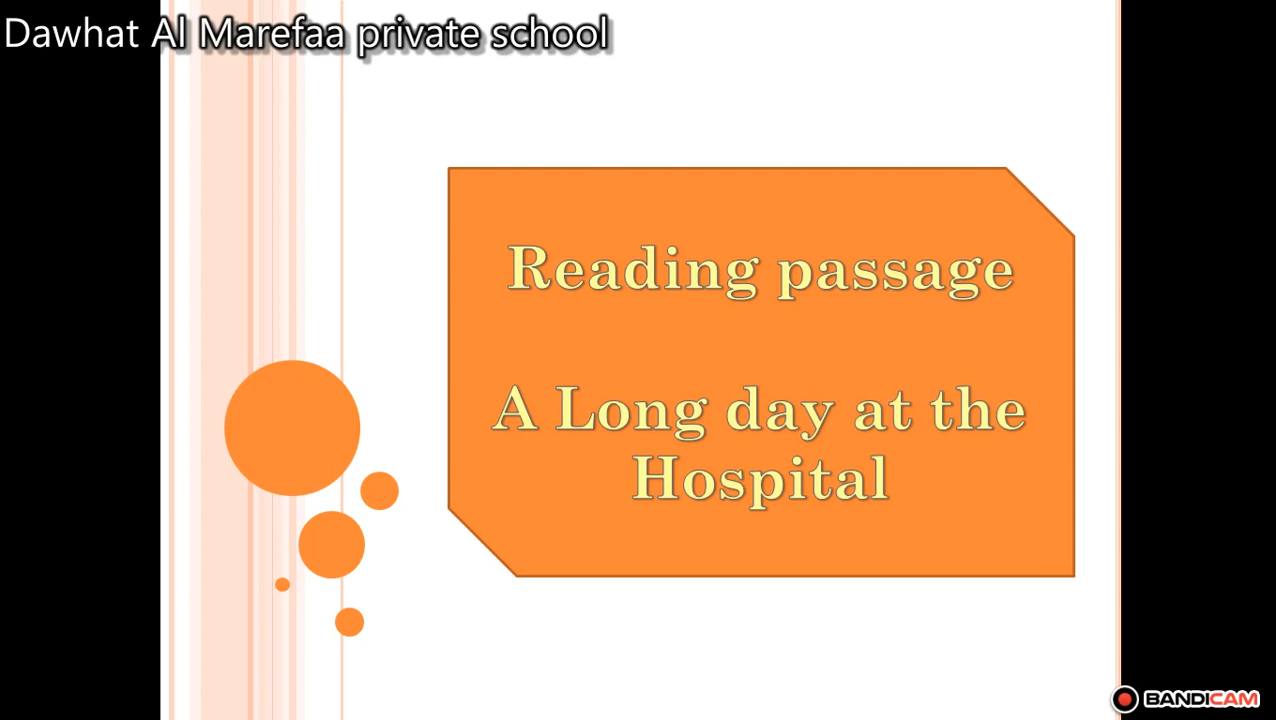 Dawhat Al Marefaa private school
Reading passage
A Long day at the
Hospital
BANDICAM